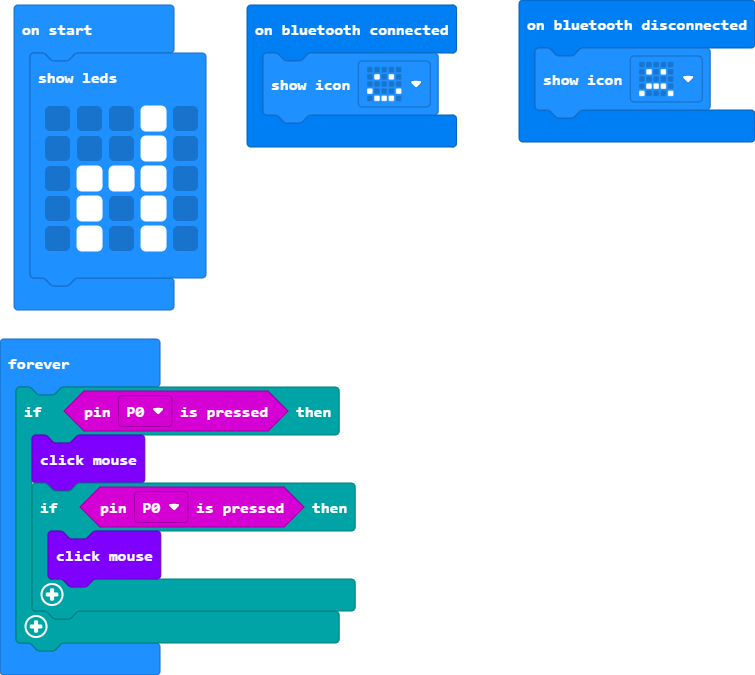 on start
show leds
on bluetooth connected
show icon
on bluetooth disconnected
show icon
forever
if pin P0 is pressed then
click mouse
if pin P0 is pressed then
click mouse